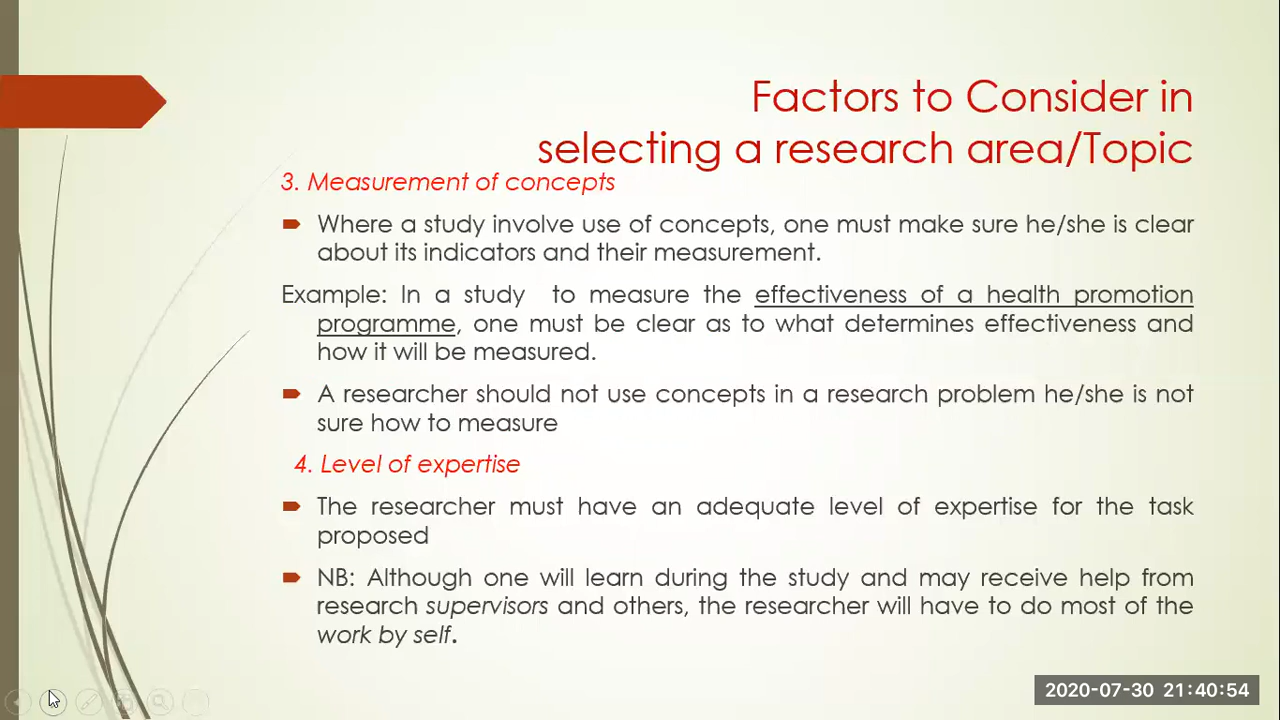 Factors to Consider in
selecting a research area/Topic
3. Measurement of concepts
Where a study involve use of concepts, one must make sure he/she is clear
about its indicators and their measurement.
Example: In a study to measure the effectiveness of a health promotion
programme, one must be clear as to what determines effectiveness and
how it will be measured.
A researcher should not use concepts in a research problem he/she is not
sure how to measure
4. Level of expertise
The researcher must have an adequate level of expertise for the task
proposed
NB: Although one will learn during the study and may receive help from
research supervisors and others, the researcher will have to do most of the
work by self.
2020-07-30 21:40:54